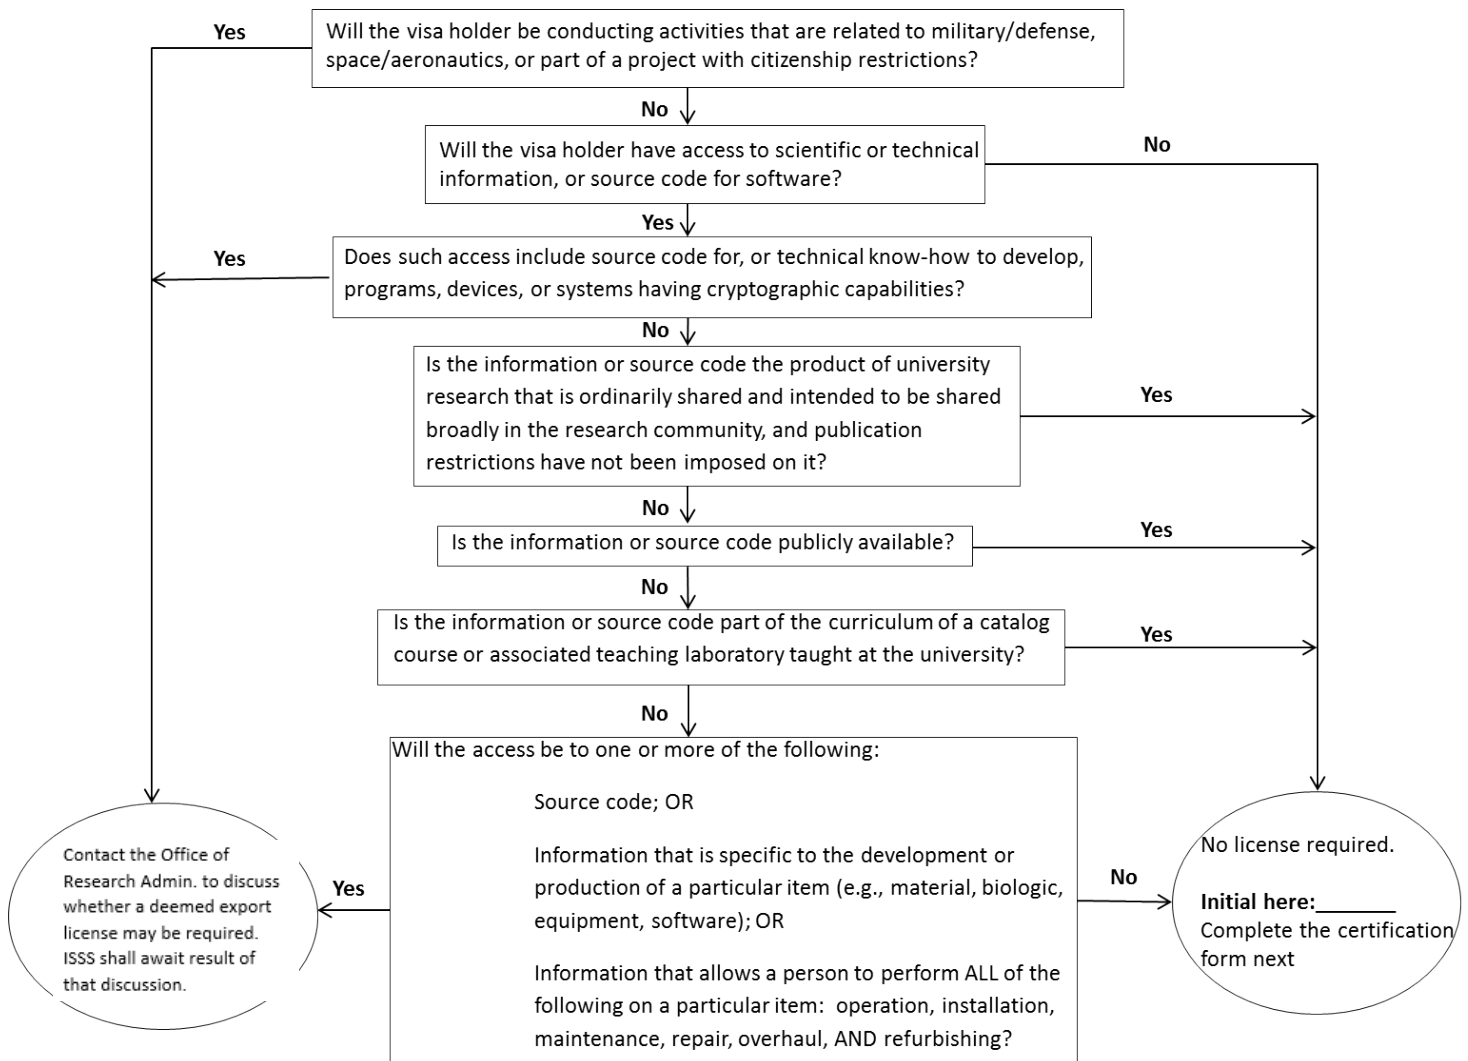 Yes
Will the visa holder be conducting activities that are related to military/defense,
space/aeronautics, or part of a project with citizenship restrictions?
No
Will the visa holder have access to scientific or technical
information, or source code for software?
No
Yes
Does such access include source code for, or technical know-how to develop,
programs, devices, or systems having cryptographic capabilities?
Yes
No
Is the information or source code the product of university
research that is ordinarily shared and intended to be shared
broadly in the research community, and publication
restrictions have not been imposed on it?
Yes
No
Is the information or source code publicly available?
Yes
No
Is the information or source code part of the curriculum of a catalog
course or associated teaching laboratory taught at the university?
Yes
No
Will the access be to one or more of the following:
Source code; OR
Information that is specific to the development or
production of a particular item (e.g., material, biologic,
equipment, software); OR
Information that allows a person to perform ALL of the
following on a particular item: operation, installation,
maintenance, repair, overhaul, AND refurbishing?
Yes
Contact the Office of
Research Admin. to discuss
whether a deemed export
license may be required.
ISSS shall await result of
that discussion.
No
No license required.
Initial here:_______
Complete the certification
form next